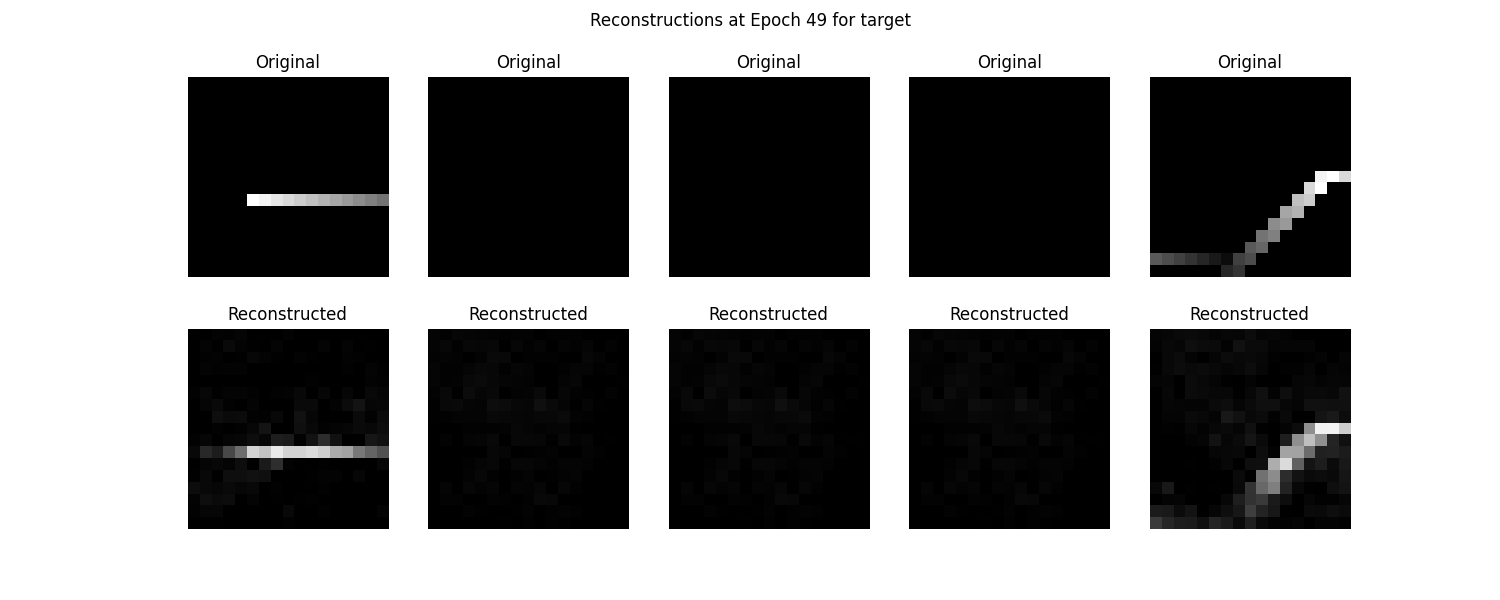 Reconstructions at Epoch 49 for target
Original Original Original Original Original
Reconstructed Reconstructed Reconstructed Reconstructed Reconstructed